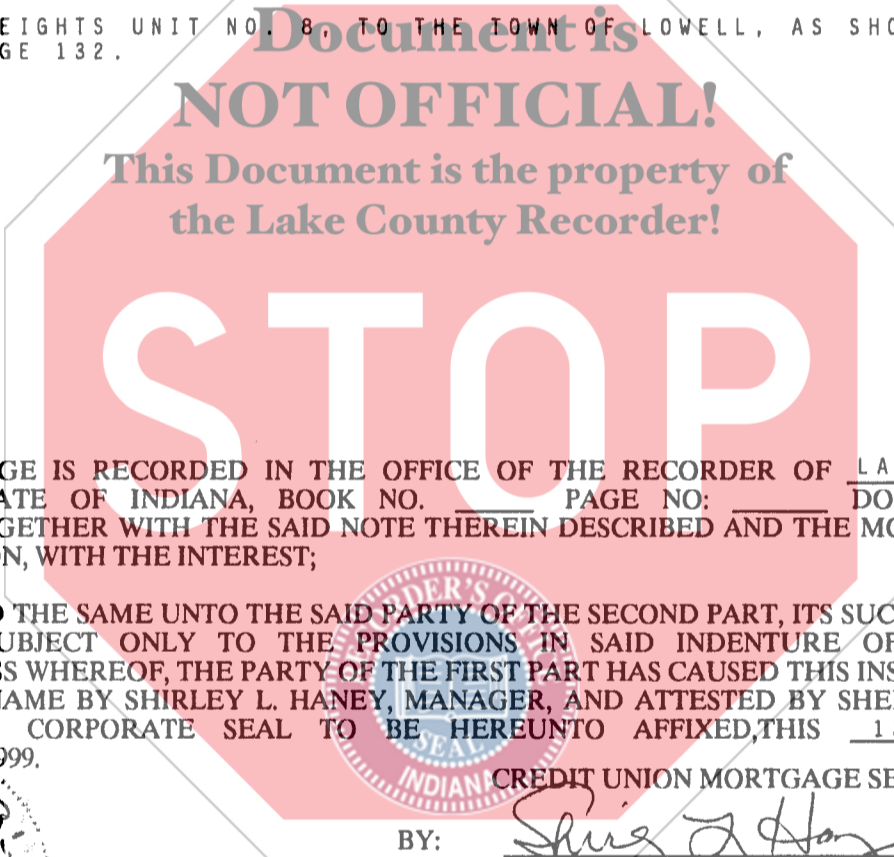 EIGHTS UNIT NO. 8, TO THE TOWN OF LOWELL, AS SHO
GE 132.
Document is
NOT OFFICIAL!
This Document is the property of
the Lake County Recorder!
STOP
GE IS RECORDED IN THE OFFICE OF THE RECORDER OF LA
ATE OF INDIANA, BOOK NO. ______ PAGE NO: ________ DO
GETHER WITH THE SAID NOTE THEREIN DESCRIBED AND THE MO
N, WITH THE INTEREST;
THE SAME UNTO THE SAID PARTY OF THE SECOND PART, ITS SUC
UBJECT ONLY TO THE PROVISIONS IN SAID INDENTURE OF
S WHEREOF, THE PARTY OF THE FIRST PART HAS CAUSED THIS INS
AME BY SHIRLEY L. HANEY, MANAGER, AND ATTESTED BY SHE
CORPORATE SEAL TO BE HEREUNTO AFFIXED,THIS 1
999.
ORDER'S OF
SEAL
INDIANA
CREDIT UNION MORTGAGE SE
BY: